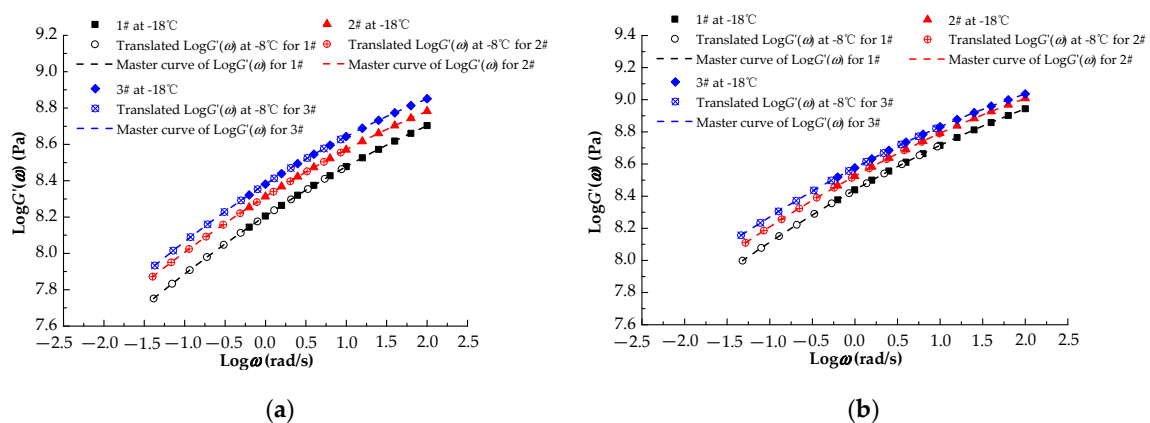 1# at -18℃
2# at -18℃
Translated LogG'(ω) at -8℃ for 1#
Translated LogG'(ω) at -8℃ for 2#
Master curve of LogG'(ω) for 1#
Master curve of LogG'(ω) for 2#
3# at -18℃
Translated LogG'(ω) at -8℃ for 3#
Master curve of LogG'(ω) for 3#
LogG'(ω) (Pa)
9.2
9.0
8.8
8.6
8.4
8.2
8.0
7.8
7.6
−2.5 −2.0 −1.5 −1.0 −0.5 0.0 0.5 1.0 1.5 2.0 2.5
Logω (rad/s)
(a)
1# at -18℃
2# at -18℃
Translated LogG'(ω) at -8℃ for 1#
Translated LogG'(ω) at -8℃ for 2#
Master curve of LogG'(ω) for 1#
Master curve of LogG'(ω) for 2#
3# at -18℃
Translated LogG'(ω) at -8℃ for 3#
Master curve of LogG'(ω) for 3#
LogG'(ω) (Pa)
9.4
9.2
9.0
8.8
8.6
8.4
8.2
8.0
7.8
7.6
−2.5 −2.0 −1.5 −1.0 −0.5 0.0 0.5 1.0 1.5 2.0 2.5
Logω (rad/s)
(b)